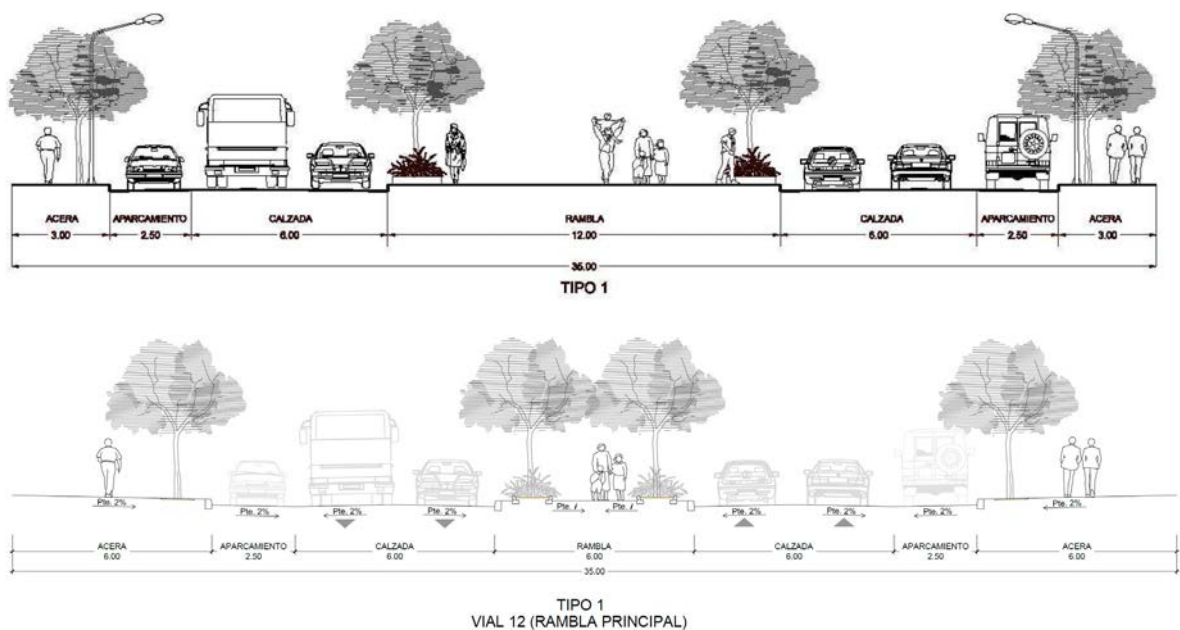 ACERA APARCAMIENTO CALZADA RAMBLA CALZADA APARCAMIENTO ACERA
3.00 2.50 6.00 12.00 6.00 2.50 3.00
35.00
TIPO 1
Pte. 2% Pte. 2% Pte. 2% Pte. 2% Pte. i Pte. i Pte. 2% Pte. 2% Pte. 2% Pte. 2%
ACERA APARCAMIENTO CALZADA RAMBLA CALZADA APARCAMIENTO ACERA
6.00 2.50 6.00 6.00 6.00 2.50 6.00
35.00
TIPO 1
VIAL 12 (RAMBLA PRINCIPAL)